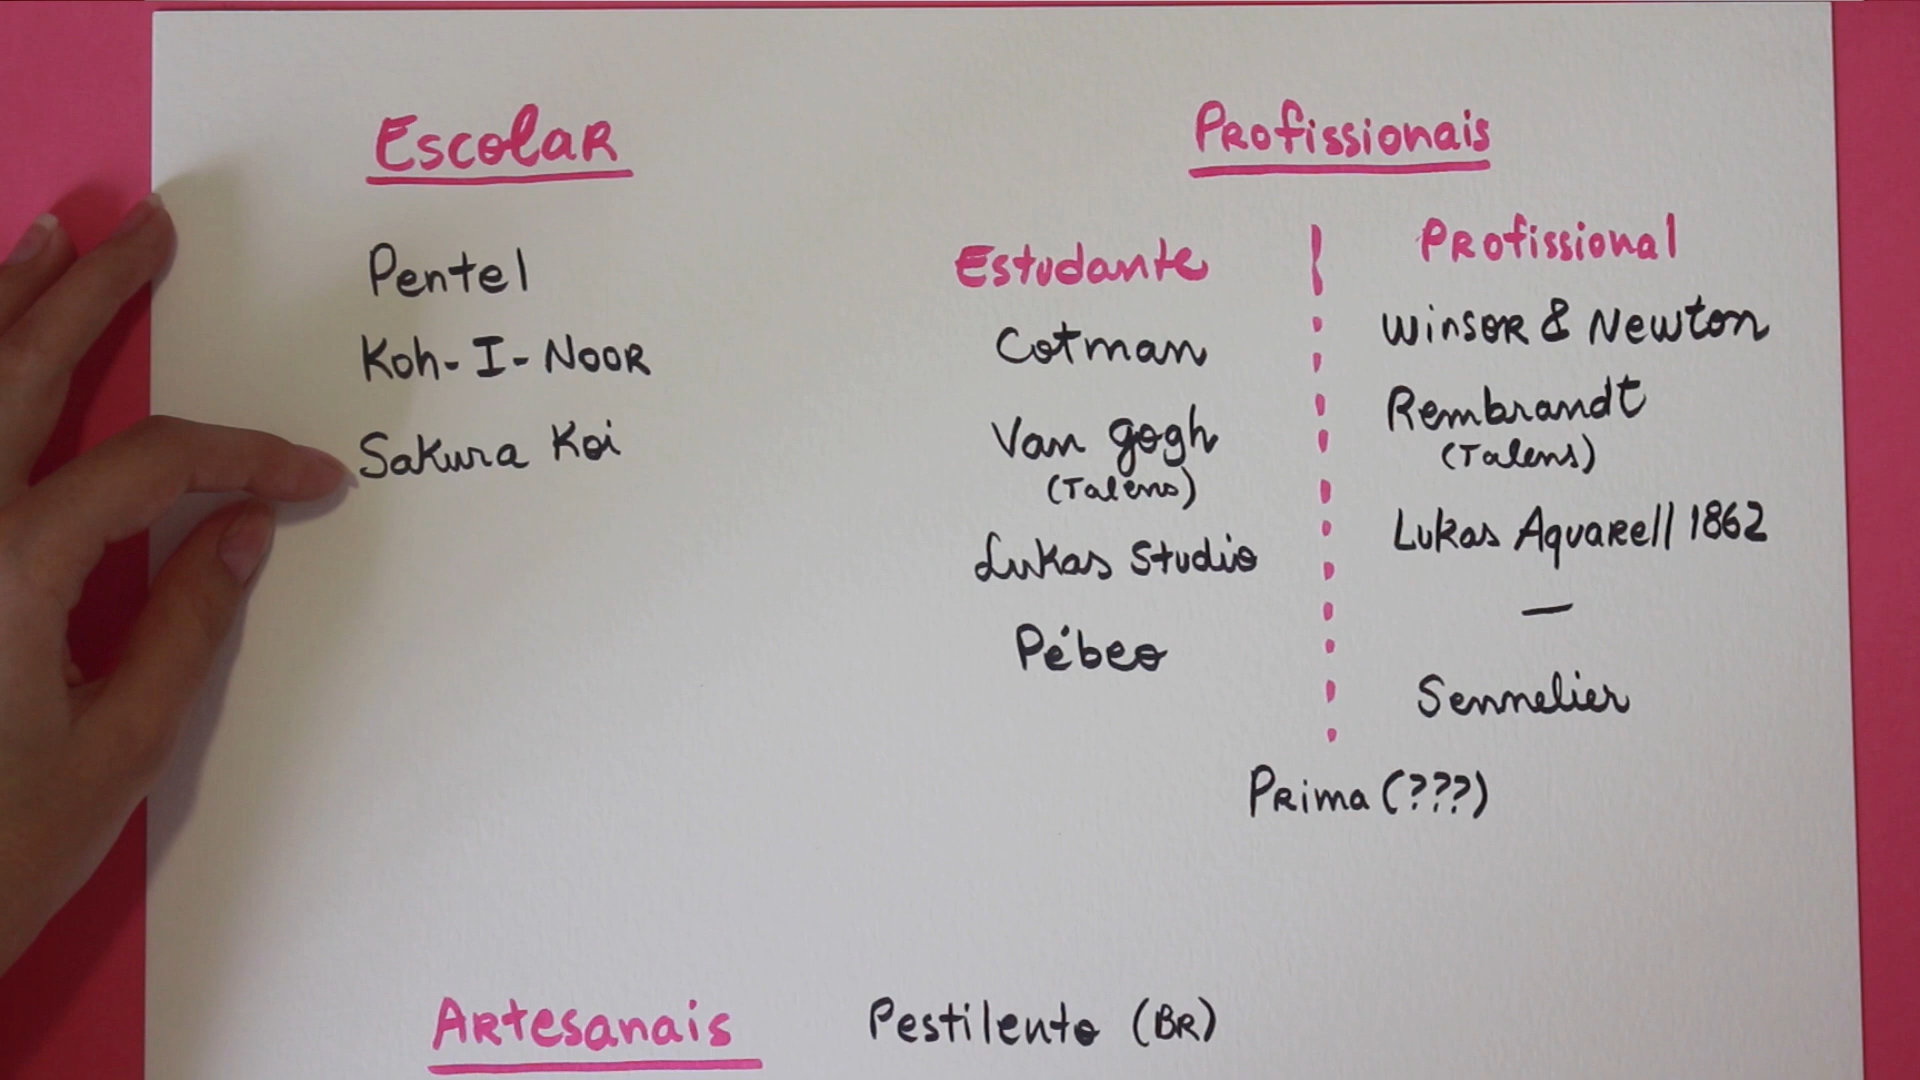 Escolar
Pentel
Koh-I-Noor
Sakura Koi
Profissionais
Estudante
Cotman
Van gogh
(Talens)
Lukas Studio
Pébeo
Profissional
Winsor & Newton
Rembrandt
(Talens)
Lukas Aquarell 1862
—
Sennelier
Prima (???)
Artesanais
Pestilento (BR)